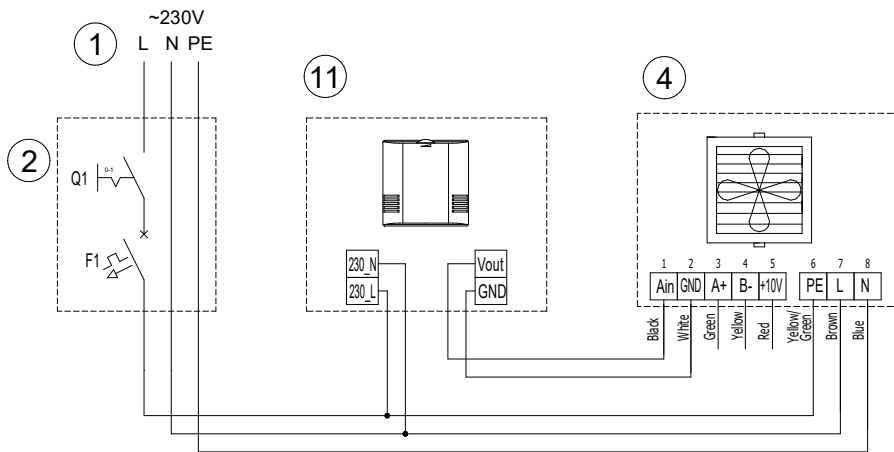 ~230V
L N PE
1
2
Q1
0-1
F1
11
230_N
230_L
Vout
GND
4
1 2 3 4 5 6 7 8
Ain GND A+ B- +10V PE L N
Black
White
Green
Yellow
Red
Yellow/
Green
Brown
Blue